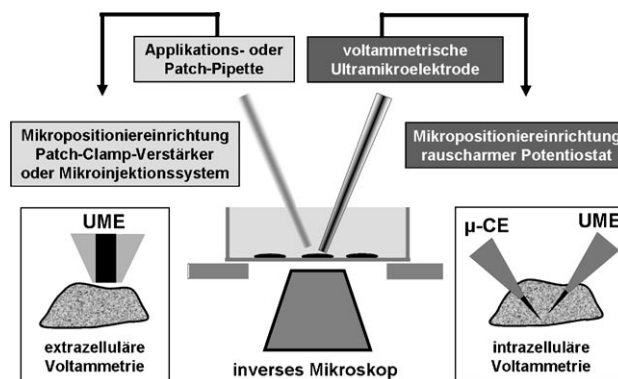 Applikations- oder
Patch-Pipette
voltammetrische
Ultramikroelektrode
Mikropositioniereinrichtung
Patch-Clamp-Verstärker
oder Mikroinjektionssystem
Mikropositioniereinrichtung
rauscharmer Potentiostat
UME
extrazelluläre
Voltammetrie
inverses Mikroskop
µ-CE
UME
intrazelluläre
Voltammetrie